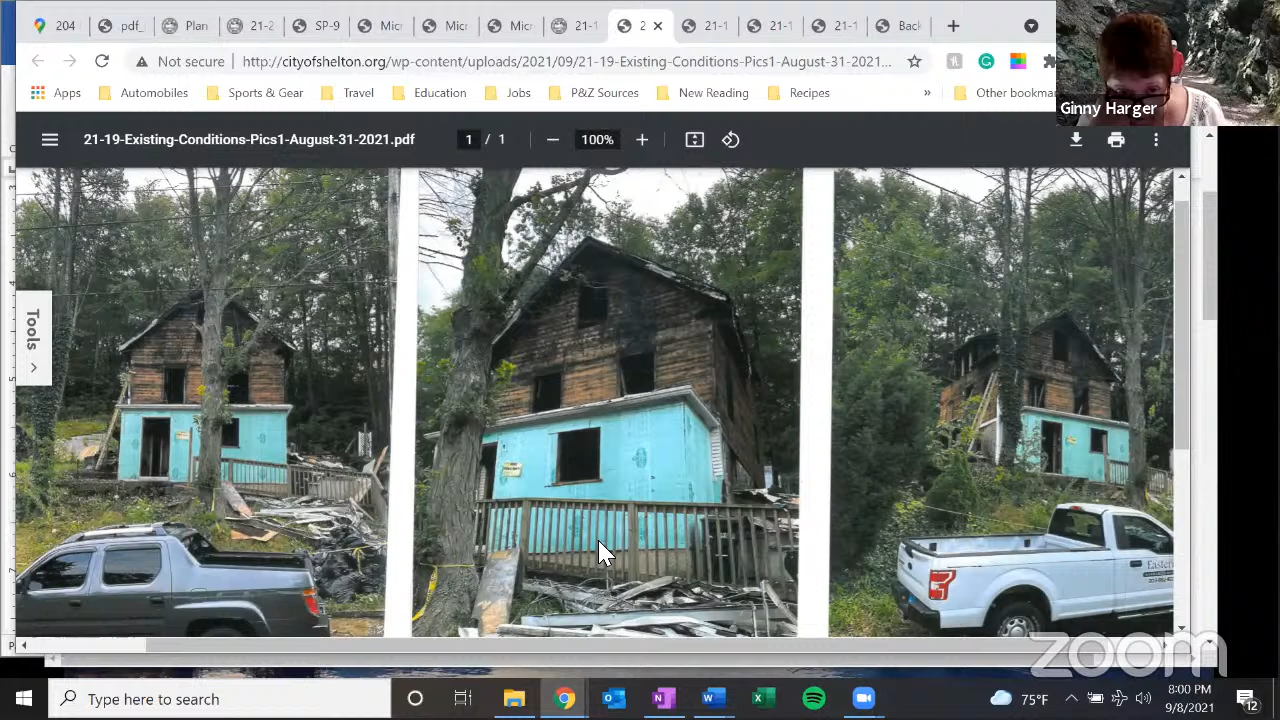 204
pdf_
Plan
21-2
SP-9
Micr
Micr
Micr
21-1
2
21-1
21-1
21-1
Back
Not secure
http://cityofshelton.org/wp-content/uploads/2021/09/21-19-Existing-Conditions-Pics1-August-31-2021...
Apps
Automobiles
Sports & Gear
Travel
Education
Jobs
P&Z Sources
New Reading
Recipes
»
Other bookmar
Ginny Harger
21-19-Existing-Conditions-Pics1-August-31-2021.pdf
1 / 1
100%
Tools
Eastern
zoom
Type here to search
75°F
8:00 PM
9/8/2021
12